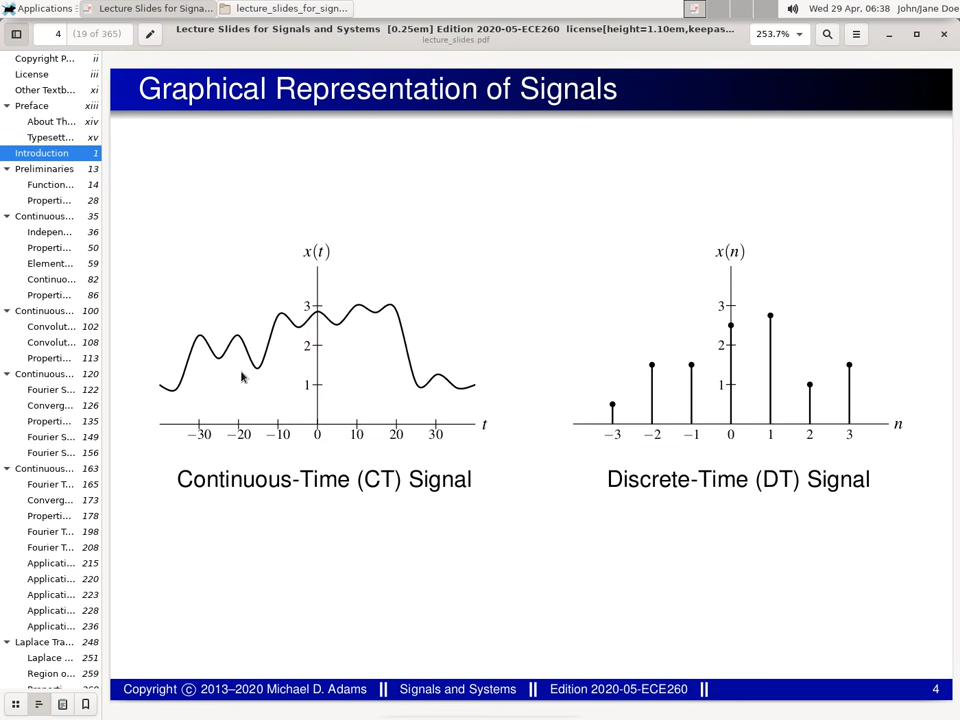 Applications
Lecture Slides for Signa...
lecture_slides_for_sign...
Wed 29 Apr, 06:38
John/Jane Doe
4
(19 of 365)
Lecture Slides for Signals and Systems [0.25em] Edition 2020-05-ECE260 license[height=1.10em,keepas...
lecture_slides.pdf
253.7%
Copyright P... ii
License iii
Other Textb... xi
Preface xiii
About Th... xiv
Typesett... xv
Introduction 1
Preliminaries 13
Function... 14
Properti... 28
Continuous... 35
Indepen... 36
Properti... 50
Element... 59
Continuo... 82
Properti... 86
Continuous... 100
Convolut... 102
Convolut... 108
Properti... 113
Continuous... 120
Fourier S... 122
Converg... 126
Properti... 135
Fourier S... 149
Fourier S... 156
Continuous... 163
Fourier T... 165
Converg... 173
Properti... 178
Fourier T... 198
Fourier T... 208
Applicati... 215
Applicati... 220
Applicati... 223
Applicati... 228
Applicati... 236
Laplace Tra... 248
Laplace ... 251
Region o... 259
Graphical Representation of Signals
x(t)
3
2
1
−30 −20 −10 0 10 20 30 t
Continuous-Time (CT) Signal
x(n)
3
2
1
−3 −2 −1 0 1 2 3 n
Discrete-Time (DT) Signal
Copyright © 2013–2020 Michael D. Adams Signals and Systems Edition 2020-05-ECE260 4